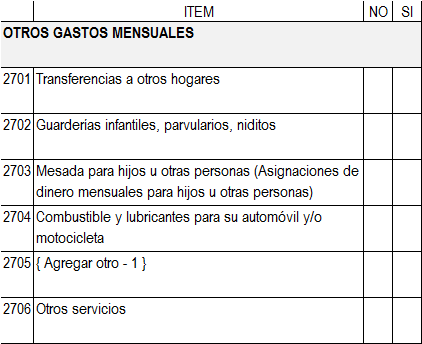 ITEM NO SI
OTROS GASTOS MENSUALES
2701 Transferencias a otros hogares
2702 Guarderías infantiles, parvularios, niditos
2703 Mesada para hijos u otras personas (Asignaciones de
dinero mensuales para hijos u otras personas)
2704 Combustible y lubricantes para su automóvil y/o
motocicleta
2705 { Agregar otro - 1 }
2706 Otros servicios